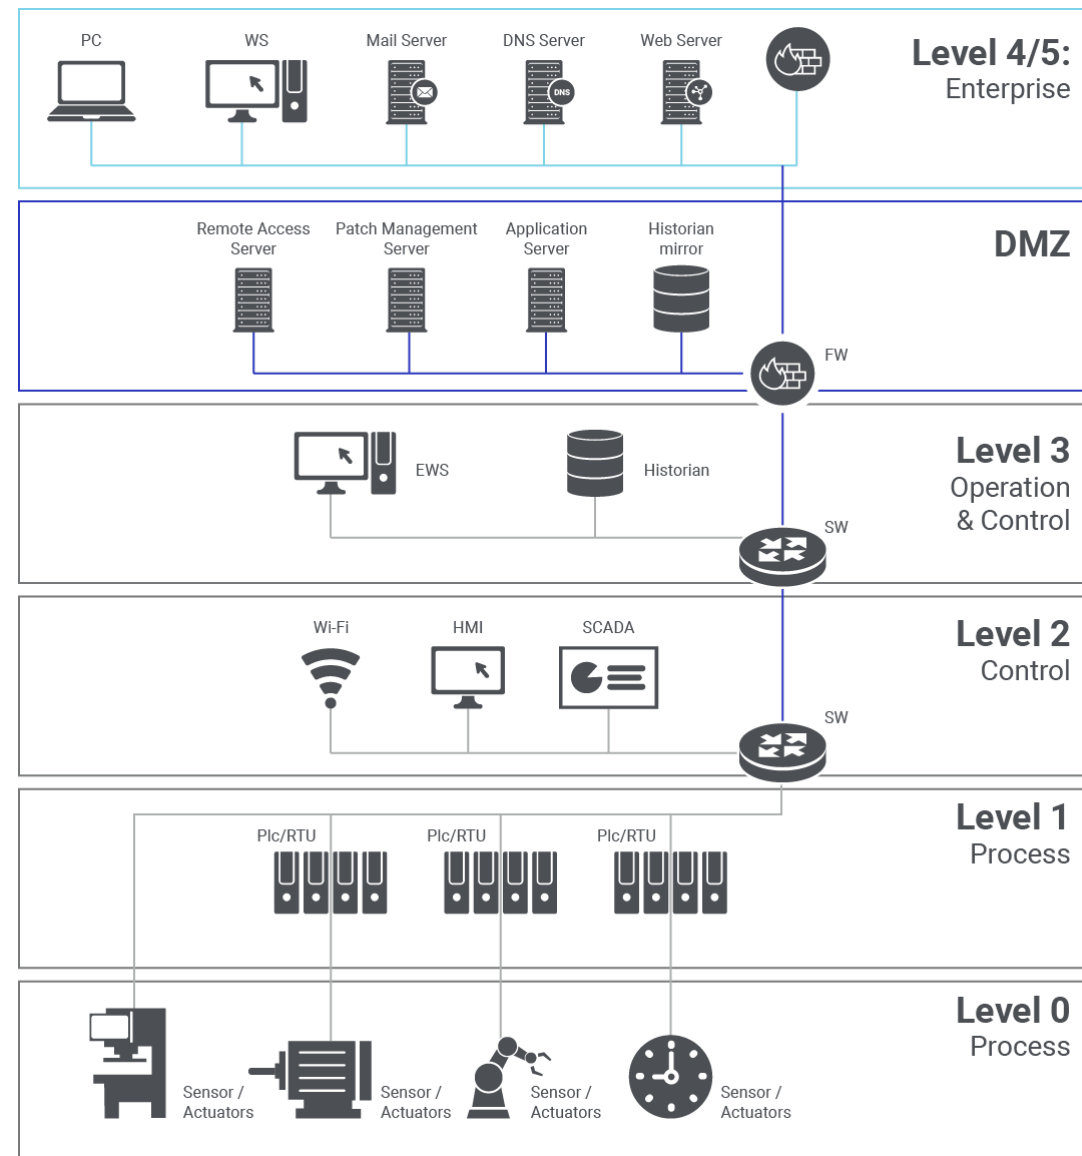 PC
WS
Mail Server
DNS Server
Web Server
Level 4/5:
Enterprise
DNS
Remote Access
Server
Patch Management
Server
Application
Server
Historian
mirror
DMZ
FW
EWS
Historian
Level 3
Operation
& Control
SW
Wi-Fi
HMI
SCADA
Level 2
Control
SW
Plc/RTU
Plc/RTU
Plc/RTU
Level 1
Process
Level 0
Process
Sensor /
Actuators
Sensor /
Actuators
Sensor /
Actuators
Sensor /
Actuators